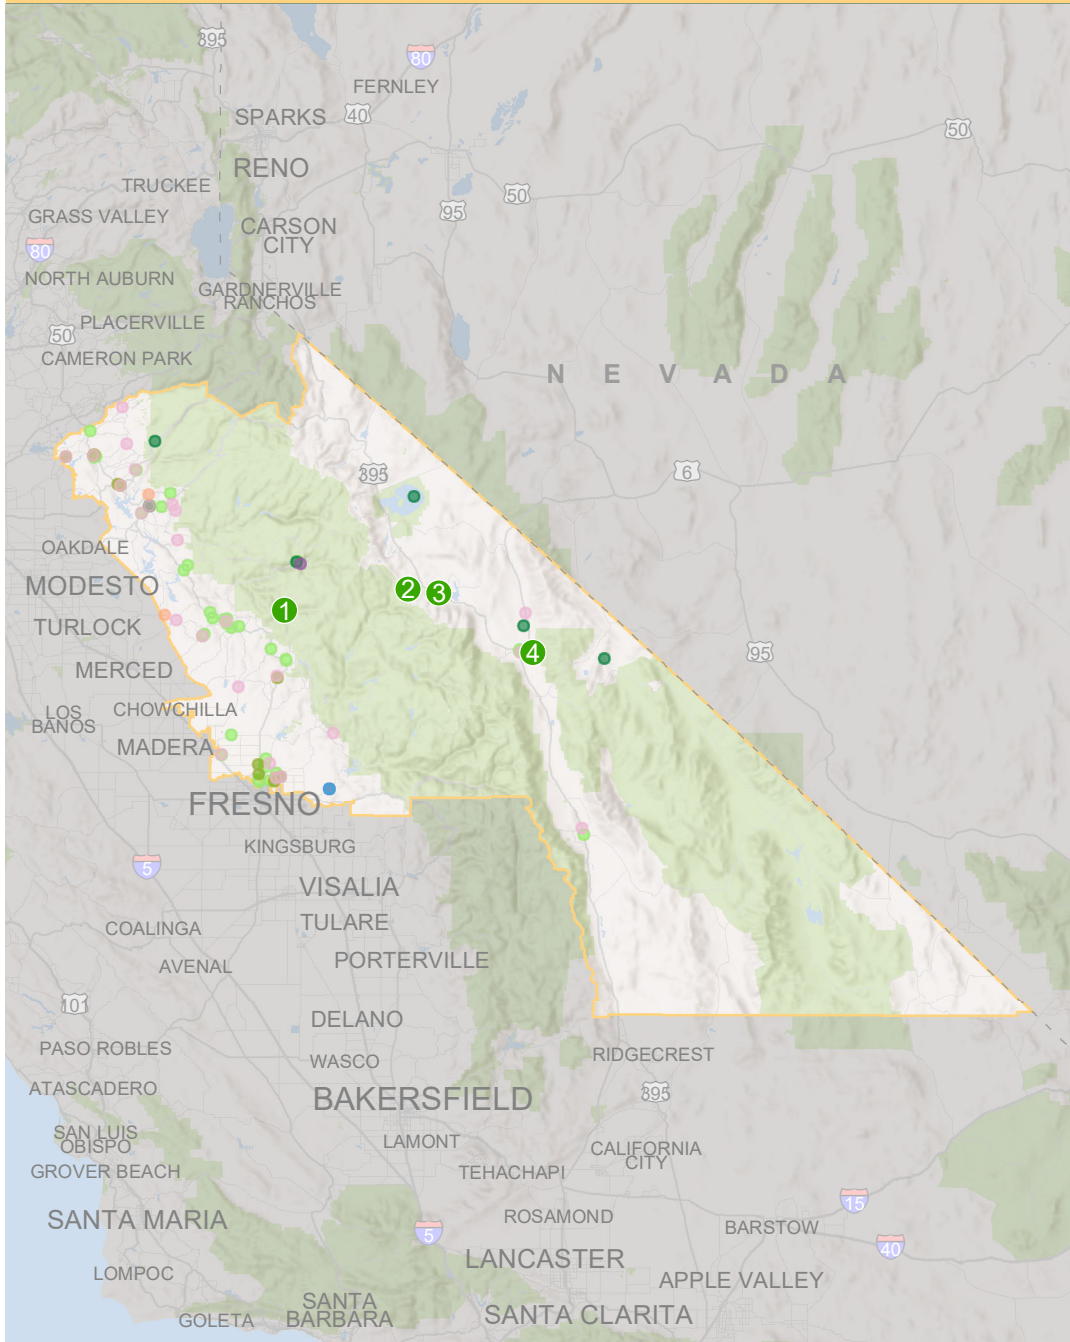 395
80
FERNLEY
SPARKS
40
50
RENO
TRUCKEE
50
95
GRASS VALLEY
CARSON
CITY
80
NORTH AUBURN
GARDNERVILLE
RANCHOS
PLACERVILLE
50
CAMERON PARK
NEVADA
395
6
OAKDALE
MODESTO
2
3
1
TURLOCK
4
95
MERCED
LOS
BANOS
CHOWCHILLA
MADERA
FRESNO
KINGSBURG
5
VISALIA
TULARE
COALINGA
PORTERVILLE
AVENAL
101
DELANO
PASO ROBLES
WASCO
RIDGECREST
ATASCADERO
BAKERSFIELD
395
SAN LUIS
OBISPO
LAMONT
CALIFORNIA
CITY
GROVER BEACH
TEHACHAPI
15
SANTA MARIA
ROSAMOND
BARSTOW
5
40
LANCASTER
LOMPOC
APPLE VALLEY
SANTA
BARBARA
GOLETA
SANTA CLARITA